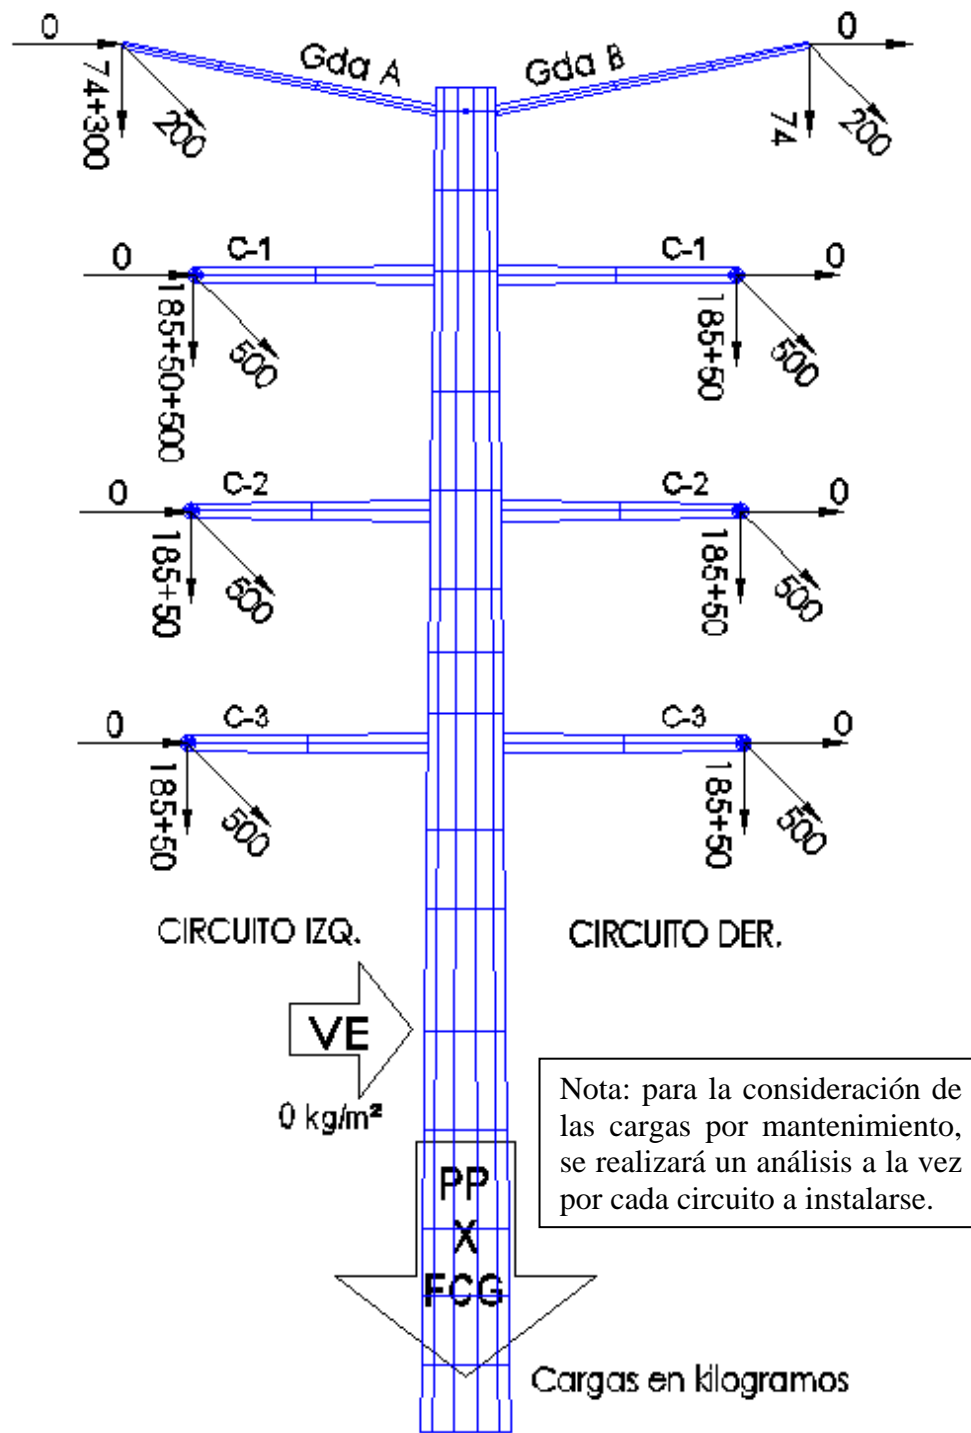 0
0
Gda A
Gda B
74+300
200
74
200
C-1
C-1
0
0
185+50+500
500
185+50
500
C-2
C-2
0
0
185+50
500
185+50
500
C-3
C-3
0
0
185+50
500
185+50
500
CIRCUITO IZQ.
CIRCUITO DER.
VE
0 kg/m²
Nota: para la consideración de
las cargas por mantenimiento,
se realizará un análisis a la vez
por cada circuito a instalarse.
PP
X
FCG
Cargas en kilogramos